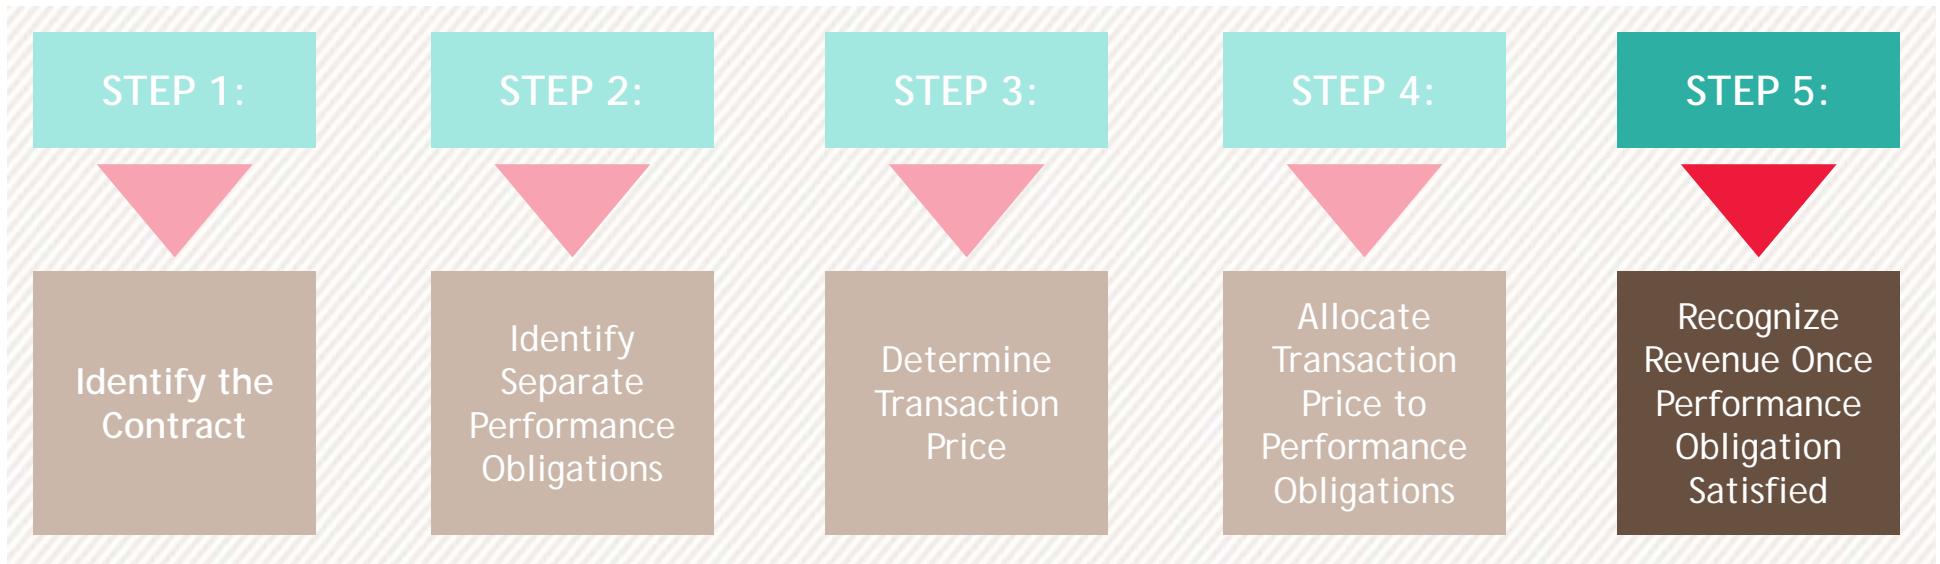 STEP 1:
Identify the
Contract
STEP 2:
Identify
Separate
Performance
Obligations
STEP 3:
Determine
Transaction
Price
STEP 4:
Allocate
Transaction
Price to
Performance
Obligations
STEP 5:
Recognize
Revenue Once
Performance
Obligation
Satisfied